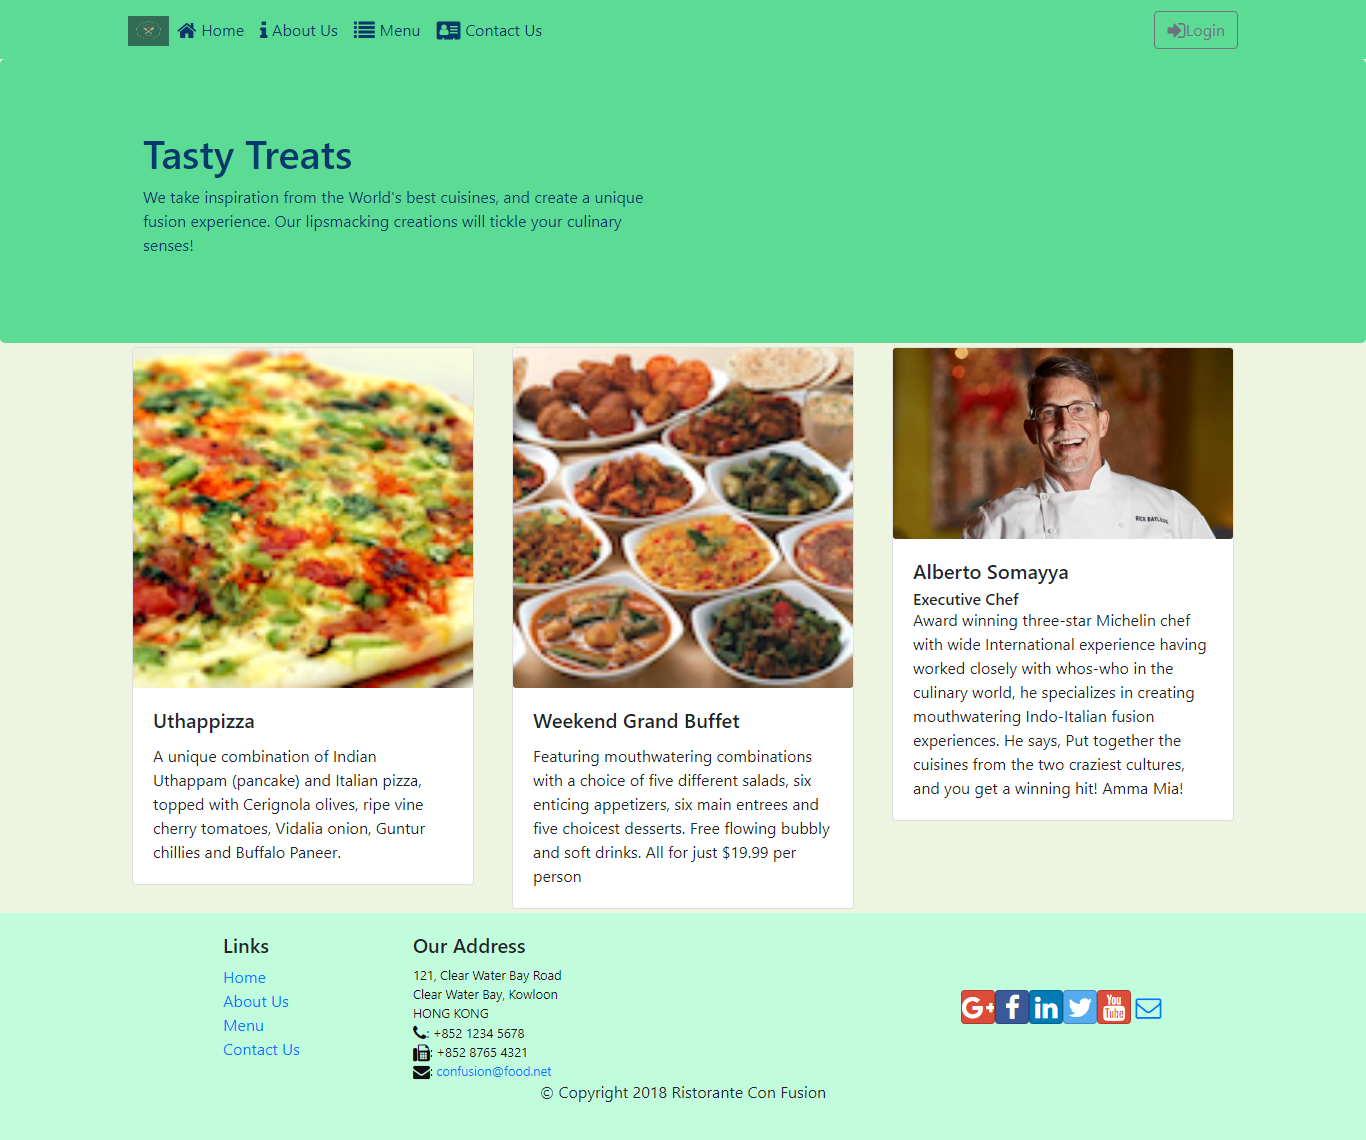 Home About Us Menu Contact Us Login
Tasty Treats
We take inspiration from the World's best cuisines, and create a unique
fusion experience. Our lipsmacking creations will tickle your culinary
senses!
Uthappizza
A unique combination of Indian
Uthappam (pancake) and Italian pizza,
topped with Cerignola olives, ripe vine
cherry tomatoes, Vidalia onion, Guntur
chillies and Buffalo Paneer.
Weekend Grand Buffet
Featuring mouthwatering combinations
with a choice of five different salads, six
enticing appetizers, six main entrees and
five choicest desserts. Free flowing bubbly
and soft drinks. All for just $19.99 per
person
RICK BAYLESS
Alberto Somayya
Executive Chef
Award winning three-star Michelin chef
with wide International experience having
worked closely with whos-who in the
culinary world, he specializes in creating
mouthwatering Indo-Italian fusion
experiences. He says, Put together the
cuisines from the two craziest cultures,
and you get a winning hit! Amma Mia!
Links
Home
About Us
Menu
Contact Us
Our Address
121, Clear Water Bay Road
Clear Water Bay, Kowloon
HONG KONG
: +852 1234 5678
: +852 8765 4321
: confusion@food.net
G+ f in You Tube
© Copyright 2018 Ristorante Con Fusion